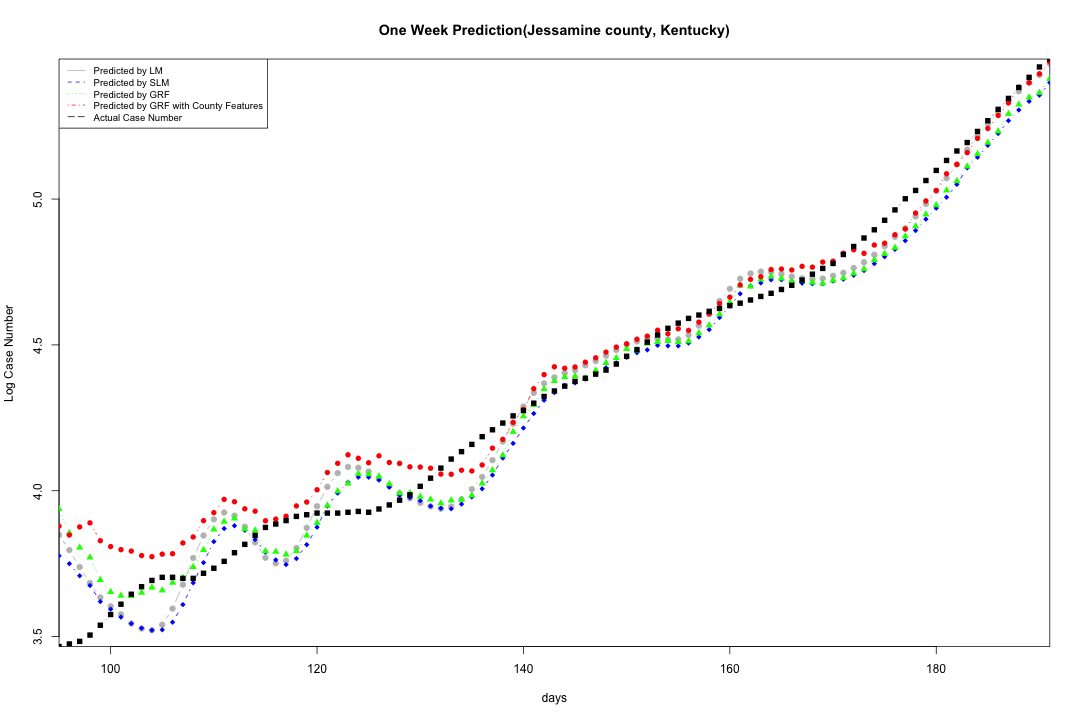 One Week Prediction(Jessamine county, Kentucky)
Predicted by LM
Predicted by SLM
Predicted by GRF
Predicted by GRF with County Features
Actual Case Number
Log Case Number
5.0
4.5
4.0
3.5
100
120
140
160
180
days